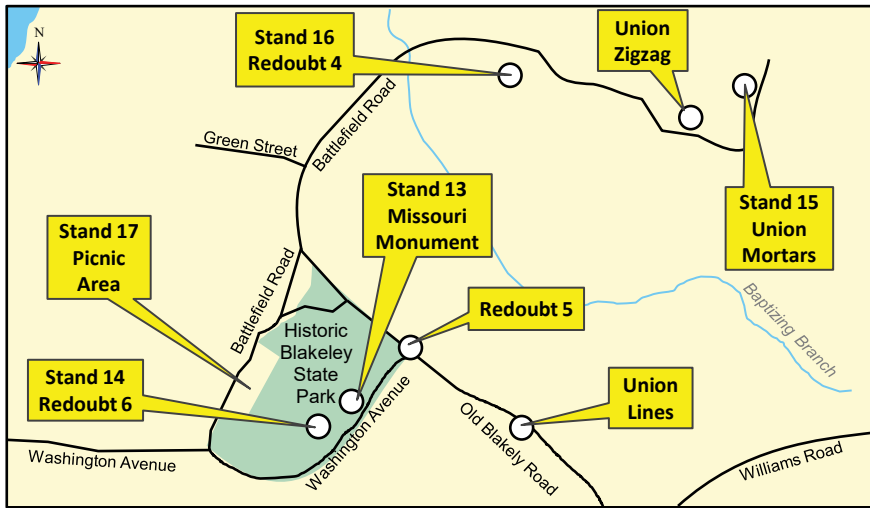 N
Stand 16
Redoubt 4
Union
Zigzag
Battlefield Road
Green Street
Stand 13
Missouri
Monument
Stand 15
Union
Mortars
Stand 17
Picnic
Area
Battlefield Road
Redoubt 5
Baptizing Branch
Historic
Blakeley
State
Park
Stand 14
Redoubt 6
Union
Lines
Washington Avenue
Old Blakely Road
Washington Avenue
Williams Road